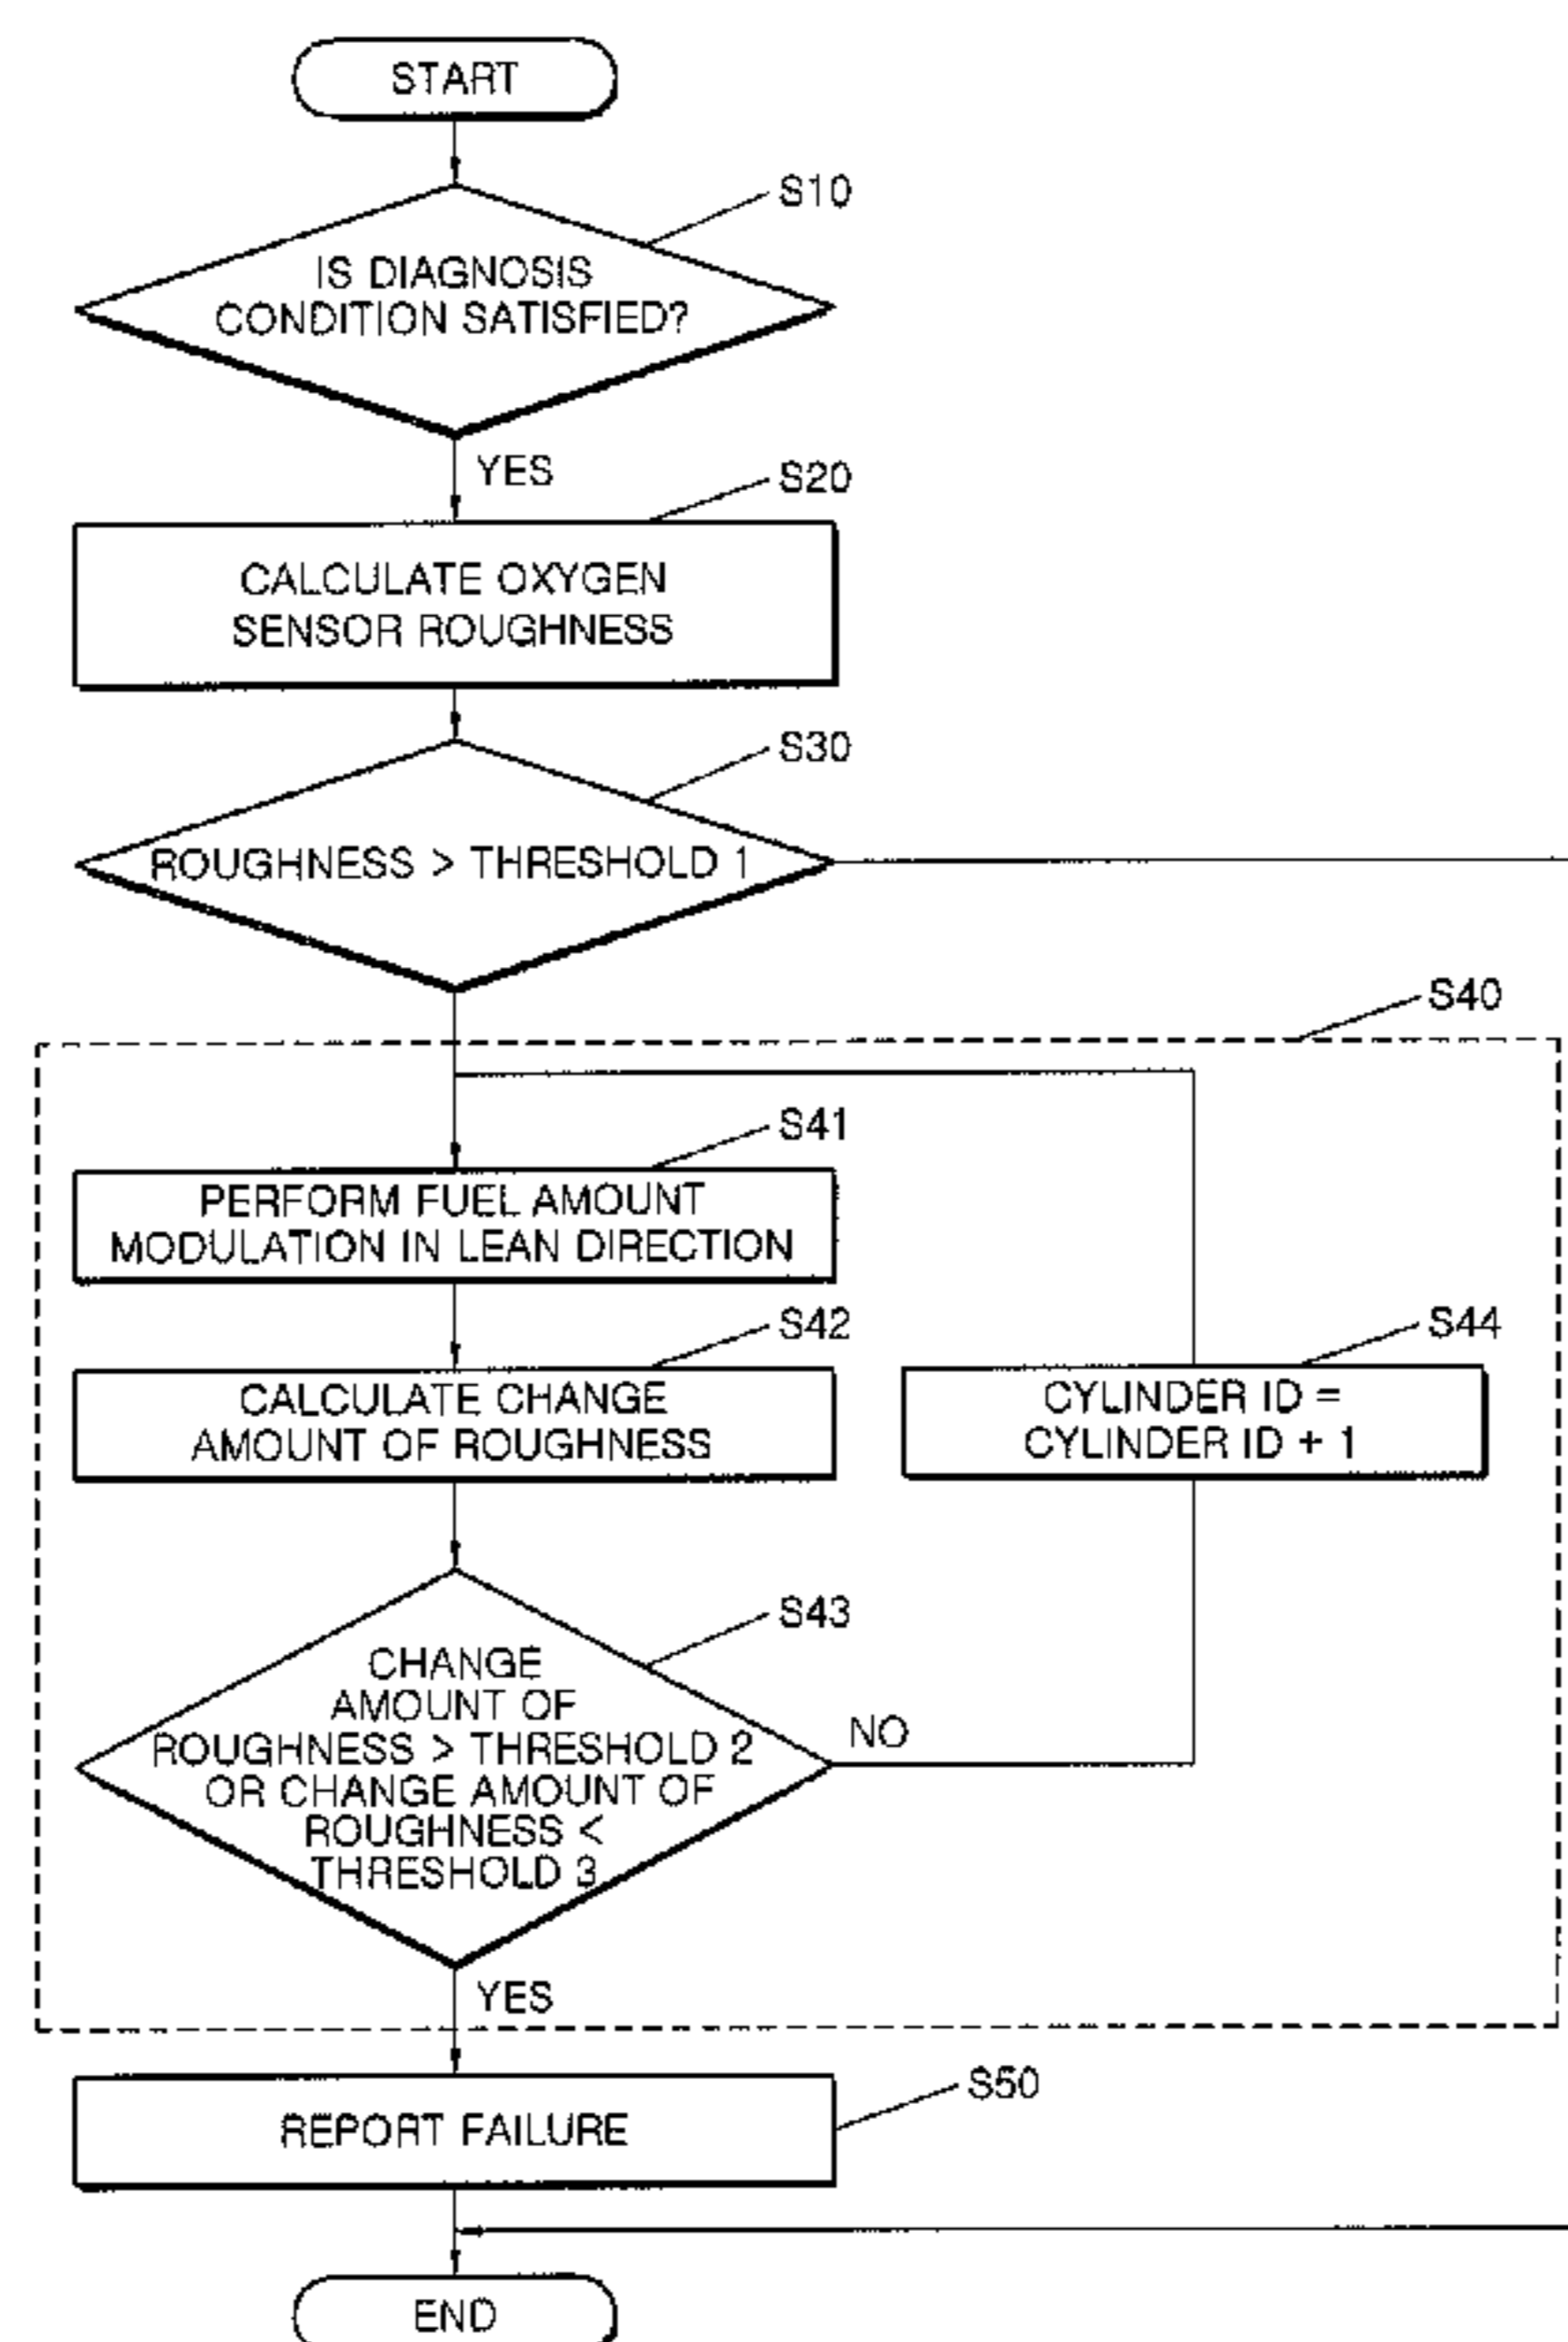 START
S10
IS DIAGNOSIS
CONDITION SATISFIED?
YES
S20
CALCULATE OXYGEN
SENSOR ROUGHNESS
S30
ROUGHNESS > THRESHOLD 1
S40
S41
PERFORM FUEL AMOUNT
MODULATION IN LEAN DIRECTION
S42
CALCULATE CHANGE
AMOUNT OF ROUGHNESS
S44
CYLINDER ID =
CYLINDER ID + 1
S43
CHANGE
AMOUNT OF
ROUGHNESS > THRESHOLD 2
OR CHANGE AMOUNT OF
ROUGHNESS <
THRESHOLD 3
NO
YES
S50
REPORT FAILURE
END